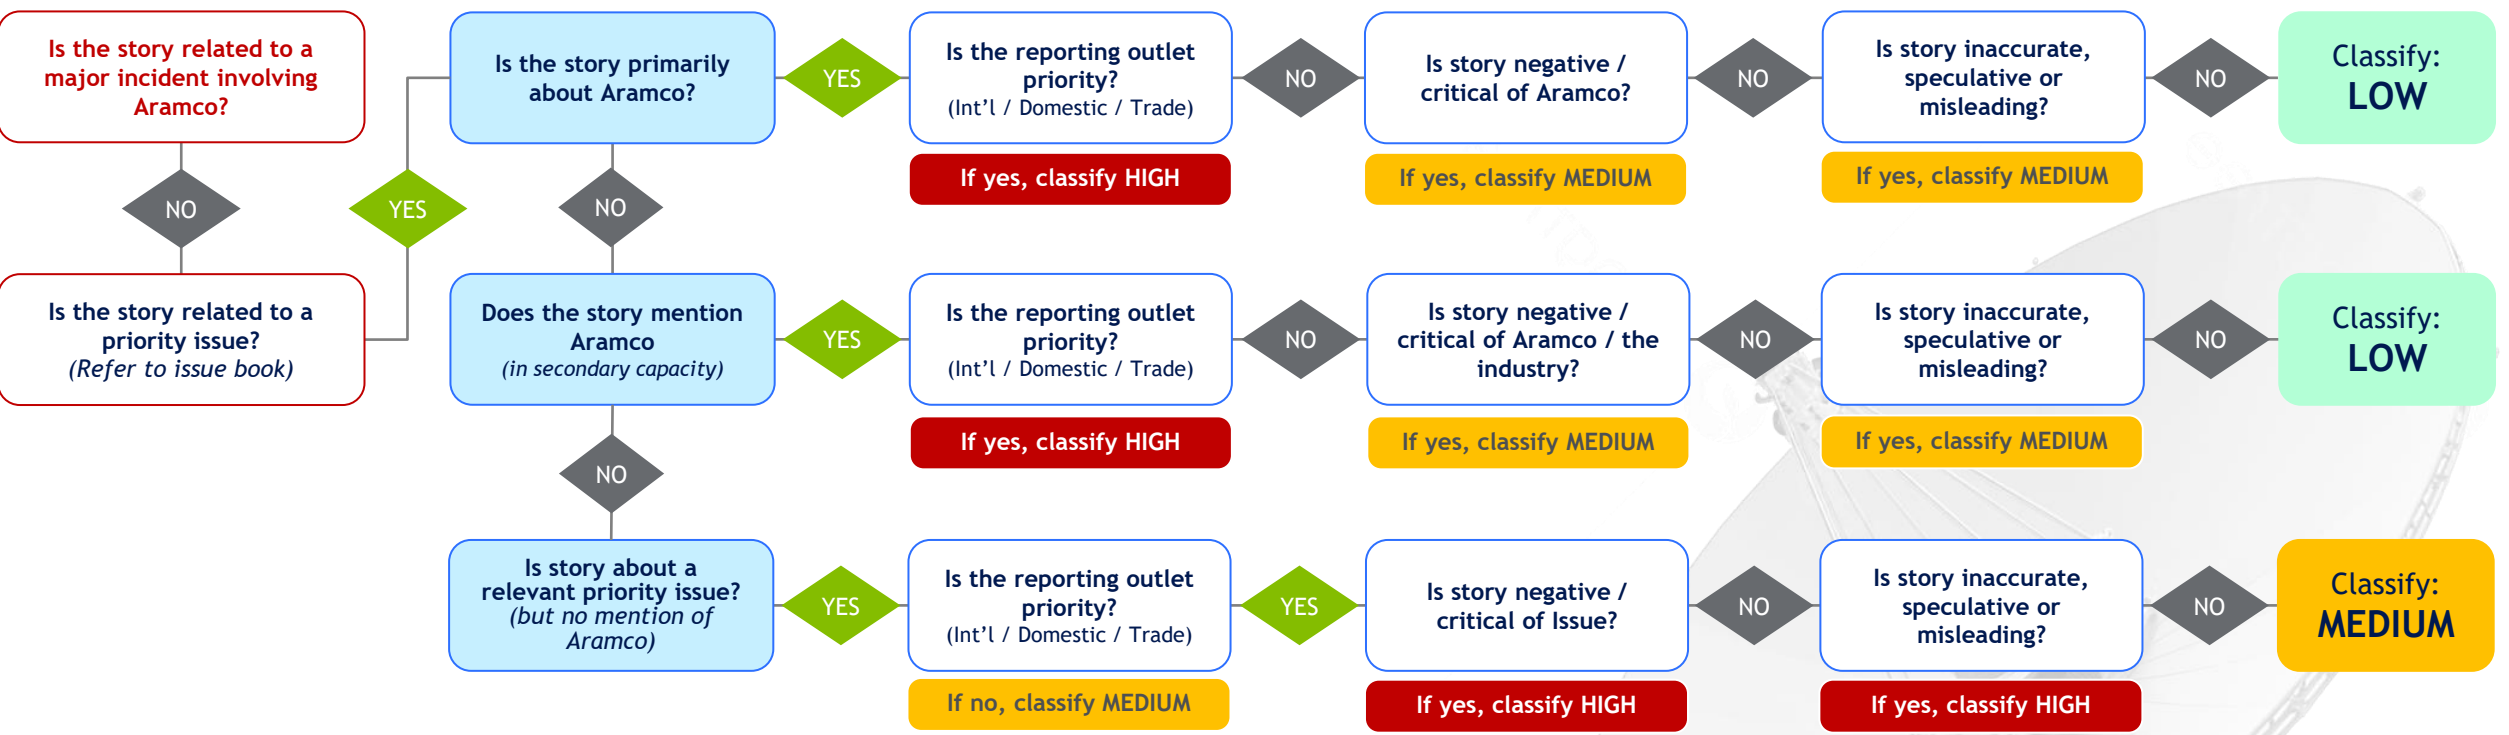 Is the story related to a
major incident involving
Aramco?
NO
Is the story related to a
priority issue?
(Refer to issue book)
YES
Is the story primarily
about Aramco?
YES
Is the reporting outlet
priority?
(Int'l / Domestic / Trade)
If yes, classify HIGH
NO
Is story negative /
critical of Aramco?
If yes, classify MEDIUM
NO
Is story inaccurate,
speculative or
misleading?
If yes, classify MEDIUM
NO
Classify:
LOW
NO
Does the story mention
Aramco
(in secondary capacity)
YES
Is the reporting outlet
priority?
(Int'l / Domestic / Trade)
If yes, classify HIGH
NO
Is story negative /
critical of Aramco / the
industry?
If yes, classify MEDIUM
NO
Is story inaccurate,
speculative or
misleading?
If yes, classify MEDIUM
NO
Classify:
LOW
NO
Is story about a
relevant priority issue?
(but no mention of
Aramco)
YES
Is the reporting outlet
priority?
(Int'l / Domestic / Trade)
If no, classify MEDIUM
YES
Is story negative /
critical of Issue?
If yes, classify HIGH
NO
Is story inaccurate,
speculative or
misleading?
If yes, classify HIGH
NO
Classify:
MEDIUM